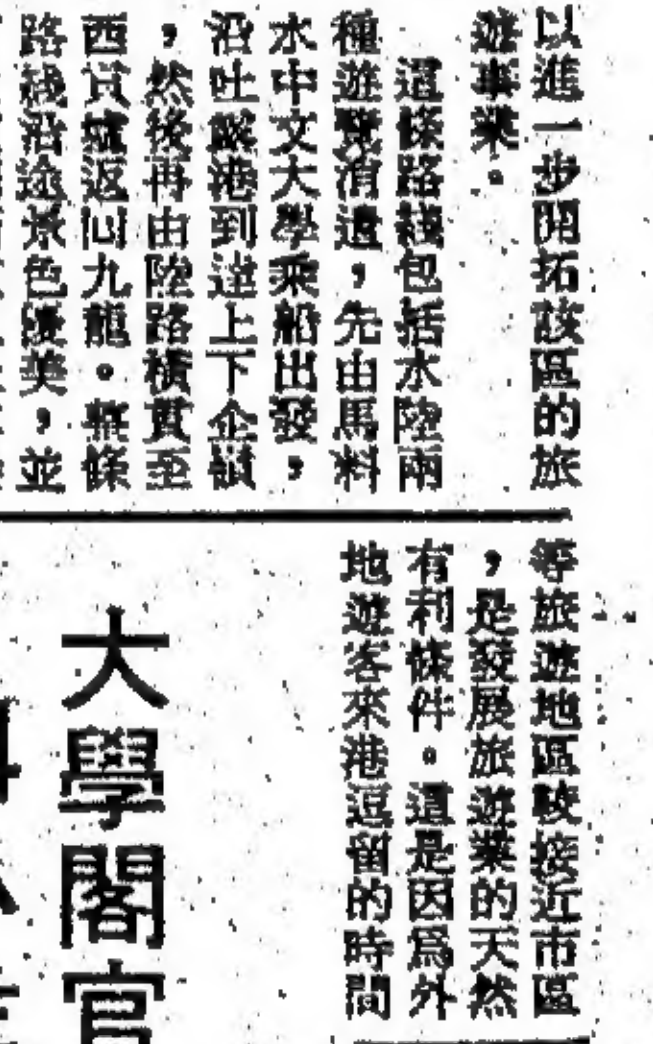 以進一步開拓該區的旅
遊事業。
這條路綫包括水陸兩
種遊覽消遣，先由馬料
水中文大學乘船出發，
沿吐露港到達上下企嶺
，然後再由陸路橫貫至
西貢墟返回九龍。整條
路綫沿途景色優美，並
等旅遊地區較接近市區
，是發展旅遊業的天然
有利條件。這是因爲外
地遊客來港逗留的時間
大學閣官